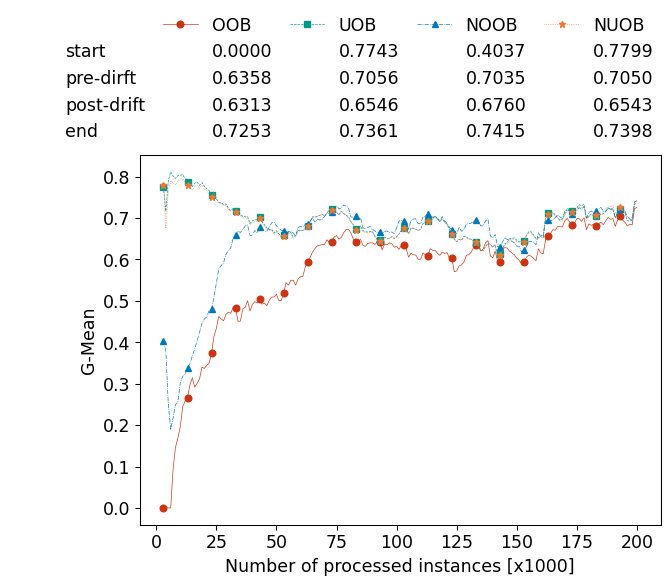 OOB UOB NOOB NUOB
start 0.0000 0.7743 0.4037 0.7799
pre-dirft 0.6358 0.7056 0.7035 0.7050
post-drift 0.6313 0.6546 0.6760 0.6543
end 0.7253 0.7361 0.7415 0.7398
0.8
0.7
0.6
0.5
0.4
0.3
0.2
0.1
0.0
G-Mean
0 25 50 75 100 125 150 175 200
Number of processed instances [x1000]